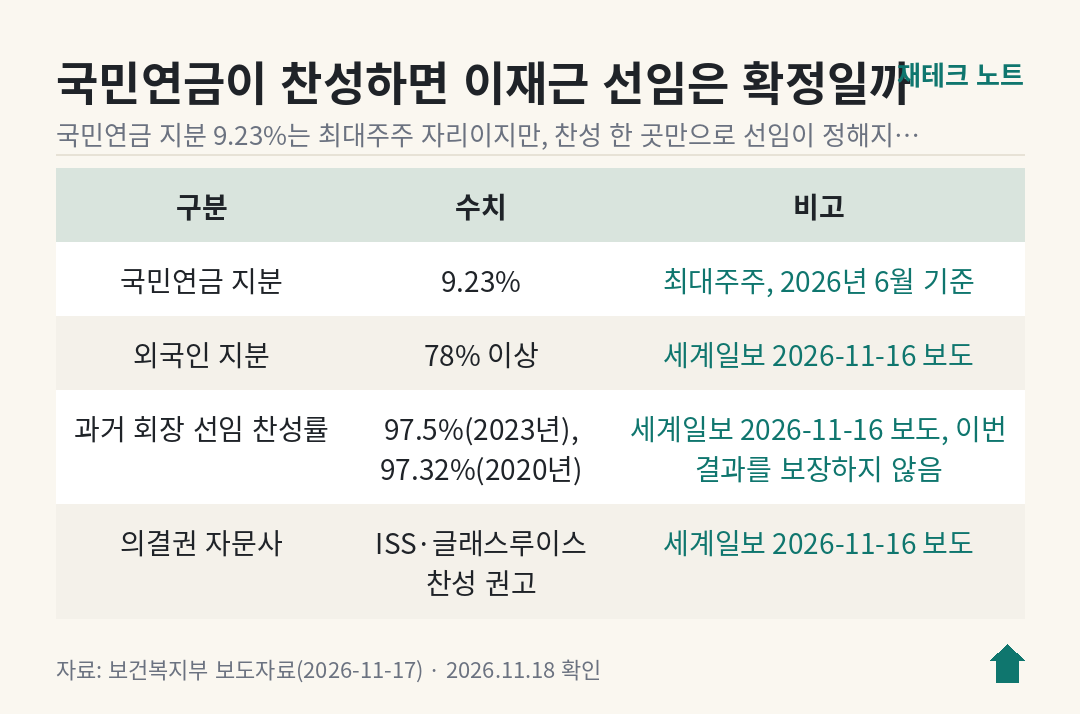 국민연금이 찬성하면 이재근 선임은 확정일까
재테크 노트
국민연금 지분 9.23%는 최대주주 자리이지만, 찬성 한 곳만으로 선임이 정해지…
구분 수치 비고
국민연금 지분 9.23% 최대주주, 2026년 6월 기준
외국인 지분 78% 이상 세계일보 2026-11-16 보도
과거 회장 선임 찬성률 97.5%(2023년), 세계일보 2026-11-16 보도, 이번
97.32%(2020년) 결과를 보장하지 않음
의결권 자문사 ISS·글래스루이스 세계일보 2026-11-16 보도
찬성 권고
자료: 보건복지부 보도자료(2026-11-17) · 2026.11.18 확인